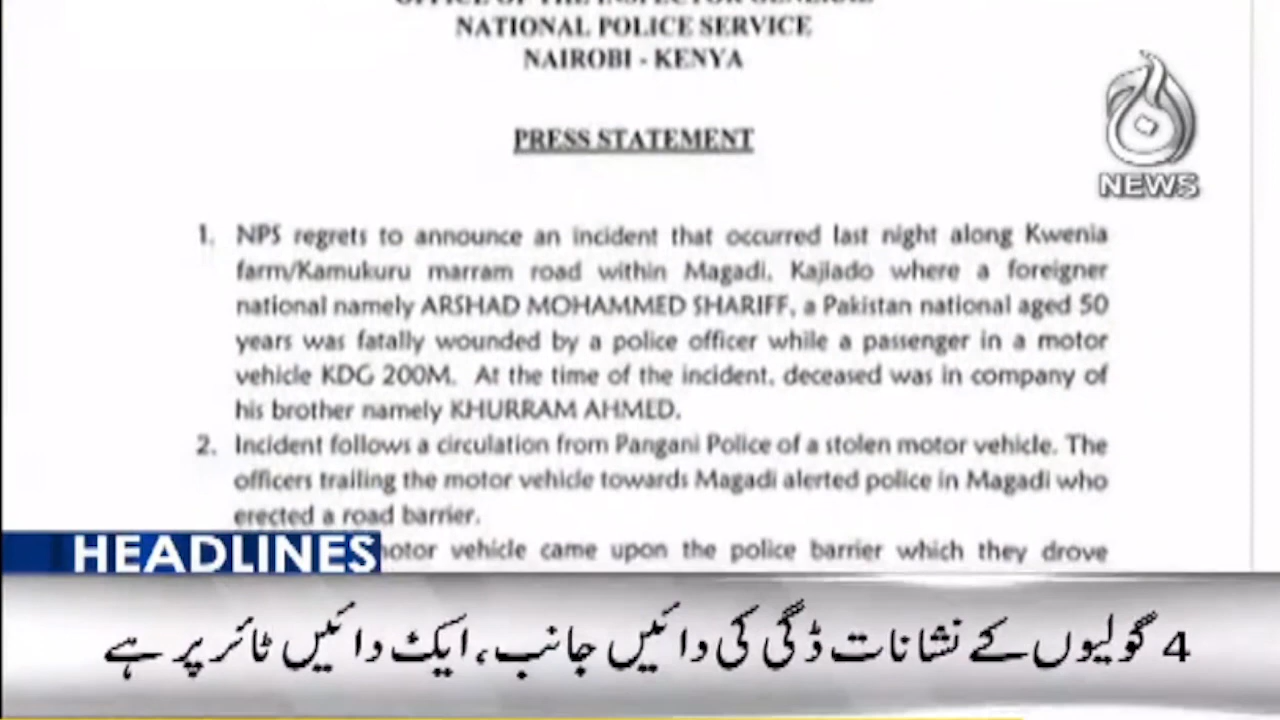 OFFICE OF THE INSPECTOR GENERAL
NATIONAL POLICE SERVICE
NAIROBI - KENYA
PRESS STATEMENT
NEWS
1. NPS regrets to announce an incident that occurred last night along Kwenia
farm/Kamukuru marram road within Magadi, Kajiado where a foreigner
national namely ARSHAD MOHAMMED SHARIFF, a Pakistan national aged 50
years was fatally wounded by a police officer while a passenger in a motor
vehicle KDG 200M. At the time of the incident, deceased was in company of
his brother namely KHURRAM AHMED.
2. Incident follows a circulation from Pangani Police of a stolen motor vehicle. The
officers trailing the motor vehicle towards Magadi alerted police in Magadi who
erected a road barrier.
motor vehicle came upon the police barrier which they drove
HEADLINES
4 گولیوں کے نشانات ڈگی کی دائیں جانب، ایک دائیں ٹائر پر ہے